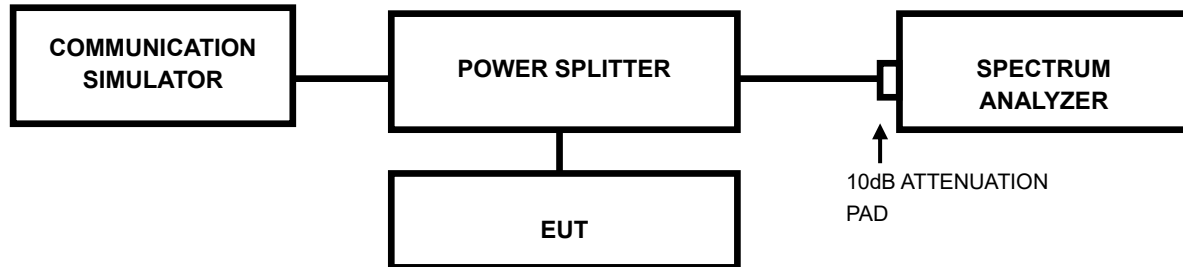 COMMUNICATION
SIMULATOR
POWER SPLITTER
SPECTRUM
ANALYZER
10dB ATTENUATION
PAD
EUT